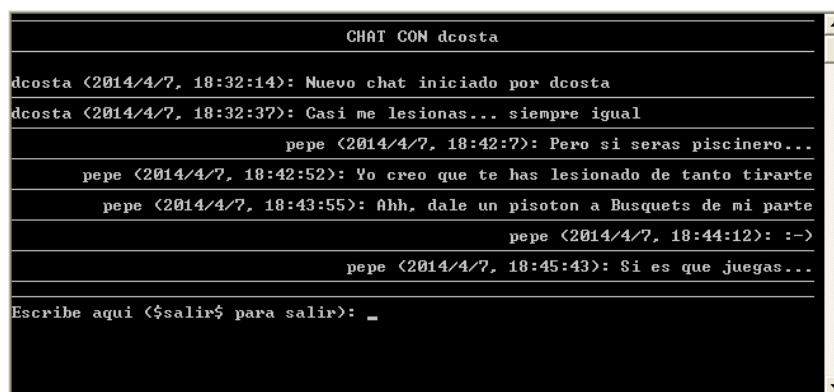 CHAT CON dcosta
dcosta (2014/4/7, 18:32:14): Nuevo chat iniciado por dcosta
dcosta (2014/4/7, 18:32:37): Casi me lesionas... siempre igual
pepe (2014/4/7, 18:42:7): Pero si seras piscinero...
pepe (2014/4/7, 18:42:52): Yo creo que te has lesionado de tanto tirarte
pepe (2014/4/7, 18:43:55): Ahh, dale un pisoton a Busquets de mi parte
pepe (2014/4/7, 18:44:12): :-)
pepe (2014/4/7, 18:45:43): Si es que juegas...
Escribe aqui ($salir$ para salir): _